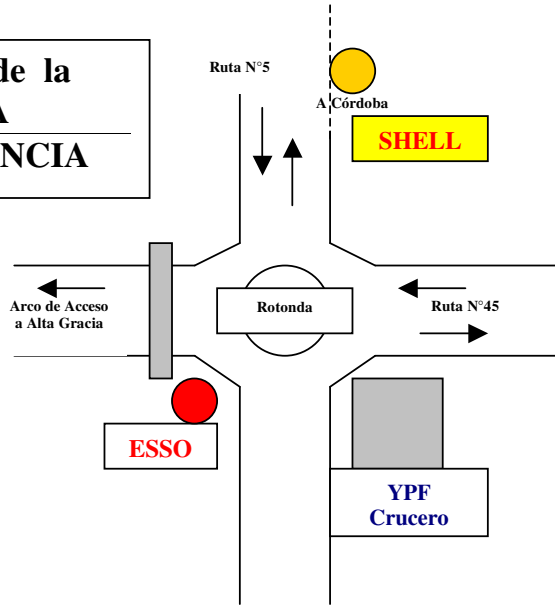 de la
A
NCIA
Ruta N°5
A Córdoba
SHELL
Arco de Acceso
a Alta Gracia
Rotonda
Ruta N°45
ESSO
YPF
Crucero